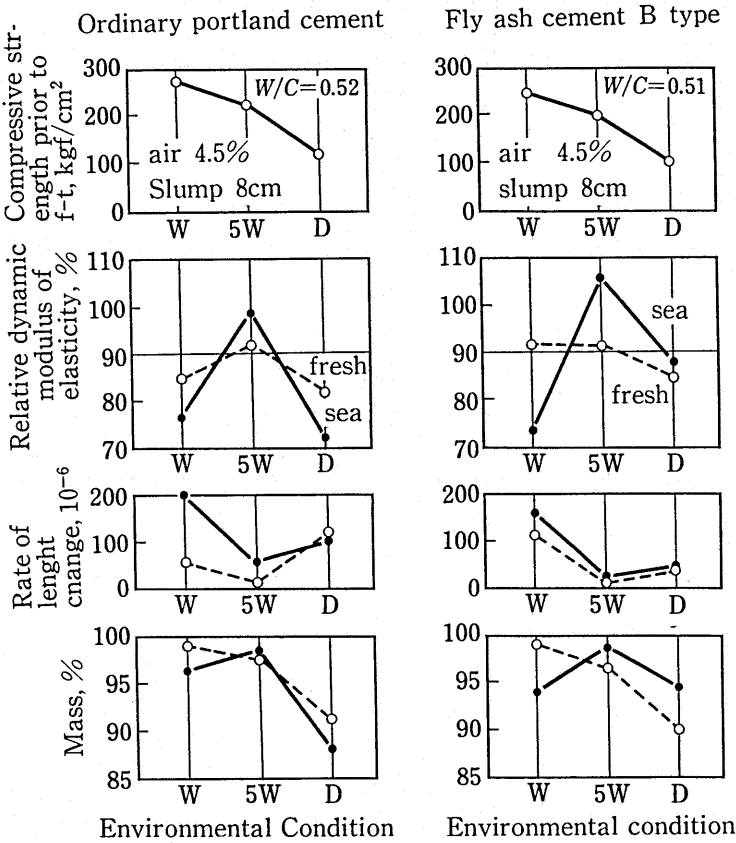 Ordinary portland cement
Fly ash cement B type
Compressive str-
ength prior to
f-t, kgf/cm²
300
200
100
0
W/C=0.52
air 4.5%
Slump 8cm
W 5W D
300
200
100
0
W/C=0.51
air 4.5%
slump 8cm
W 5W D
Relative dynamic
modulus of
elasticity, %
110
100
90
80
70
fresh
sea
W 5W D
110
100
90
80
70
sea
fresh
W 5W D
Rate of
lenght
cnange, 10⁻⁶
200
100
0
W 5W D
200
100
0
W 5W D
Mass, %
100
95
90
85
W 5W D
100
95
90
85
W 5W D
Environmental Condition
Environmental condition